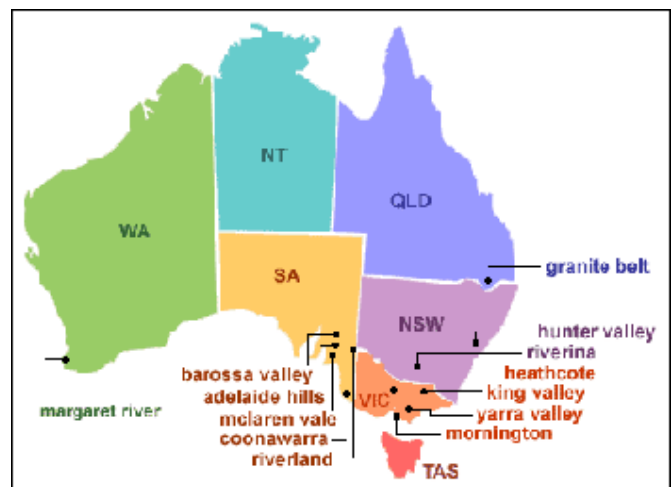 NT
QLD
WA
SA
granite belt
NSW
hunter valley
riverina
heathcote
barossa valley
king valley
adelaide hills
VIC
margaret river
mclaren vale
yarra valley
coonawarra
mornington
riverland
TAS